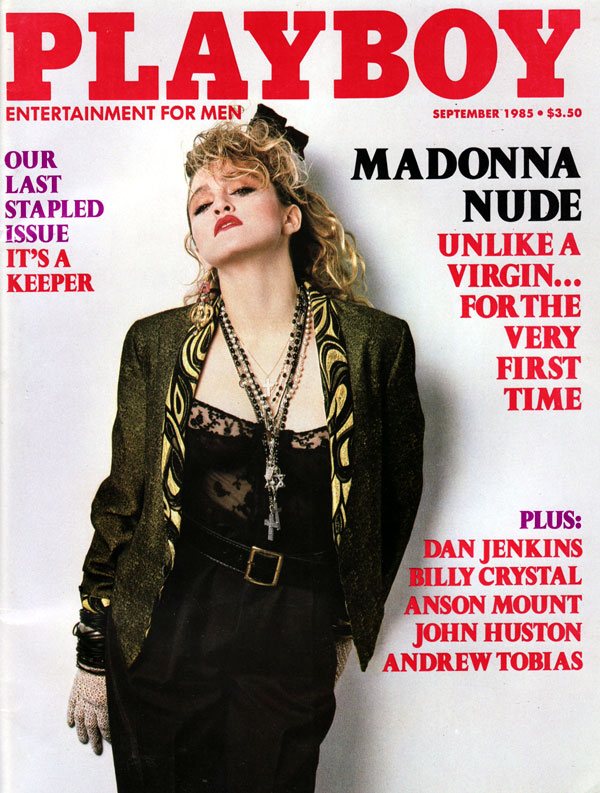 PLAYBOY
ENTERTAINMENT FOR MEN
SEPTEMBER 1985 • $3.50
OUR
LAST
STAPLED
ISSUE
IT'S A
KEEPER
MADONNA
NUDE
UNLIKE A
VIRGIN...
FOR THE
VERY
FIRST
TIME
PLUS:
DAN JENKINS
BILLY CRYSTAL
ANSON MOUNT
JOHN HUSTON
ANDREW TOBIAS